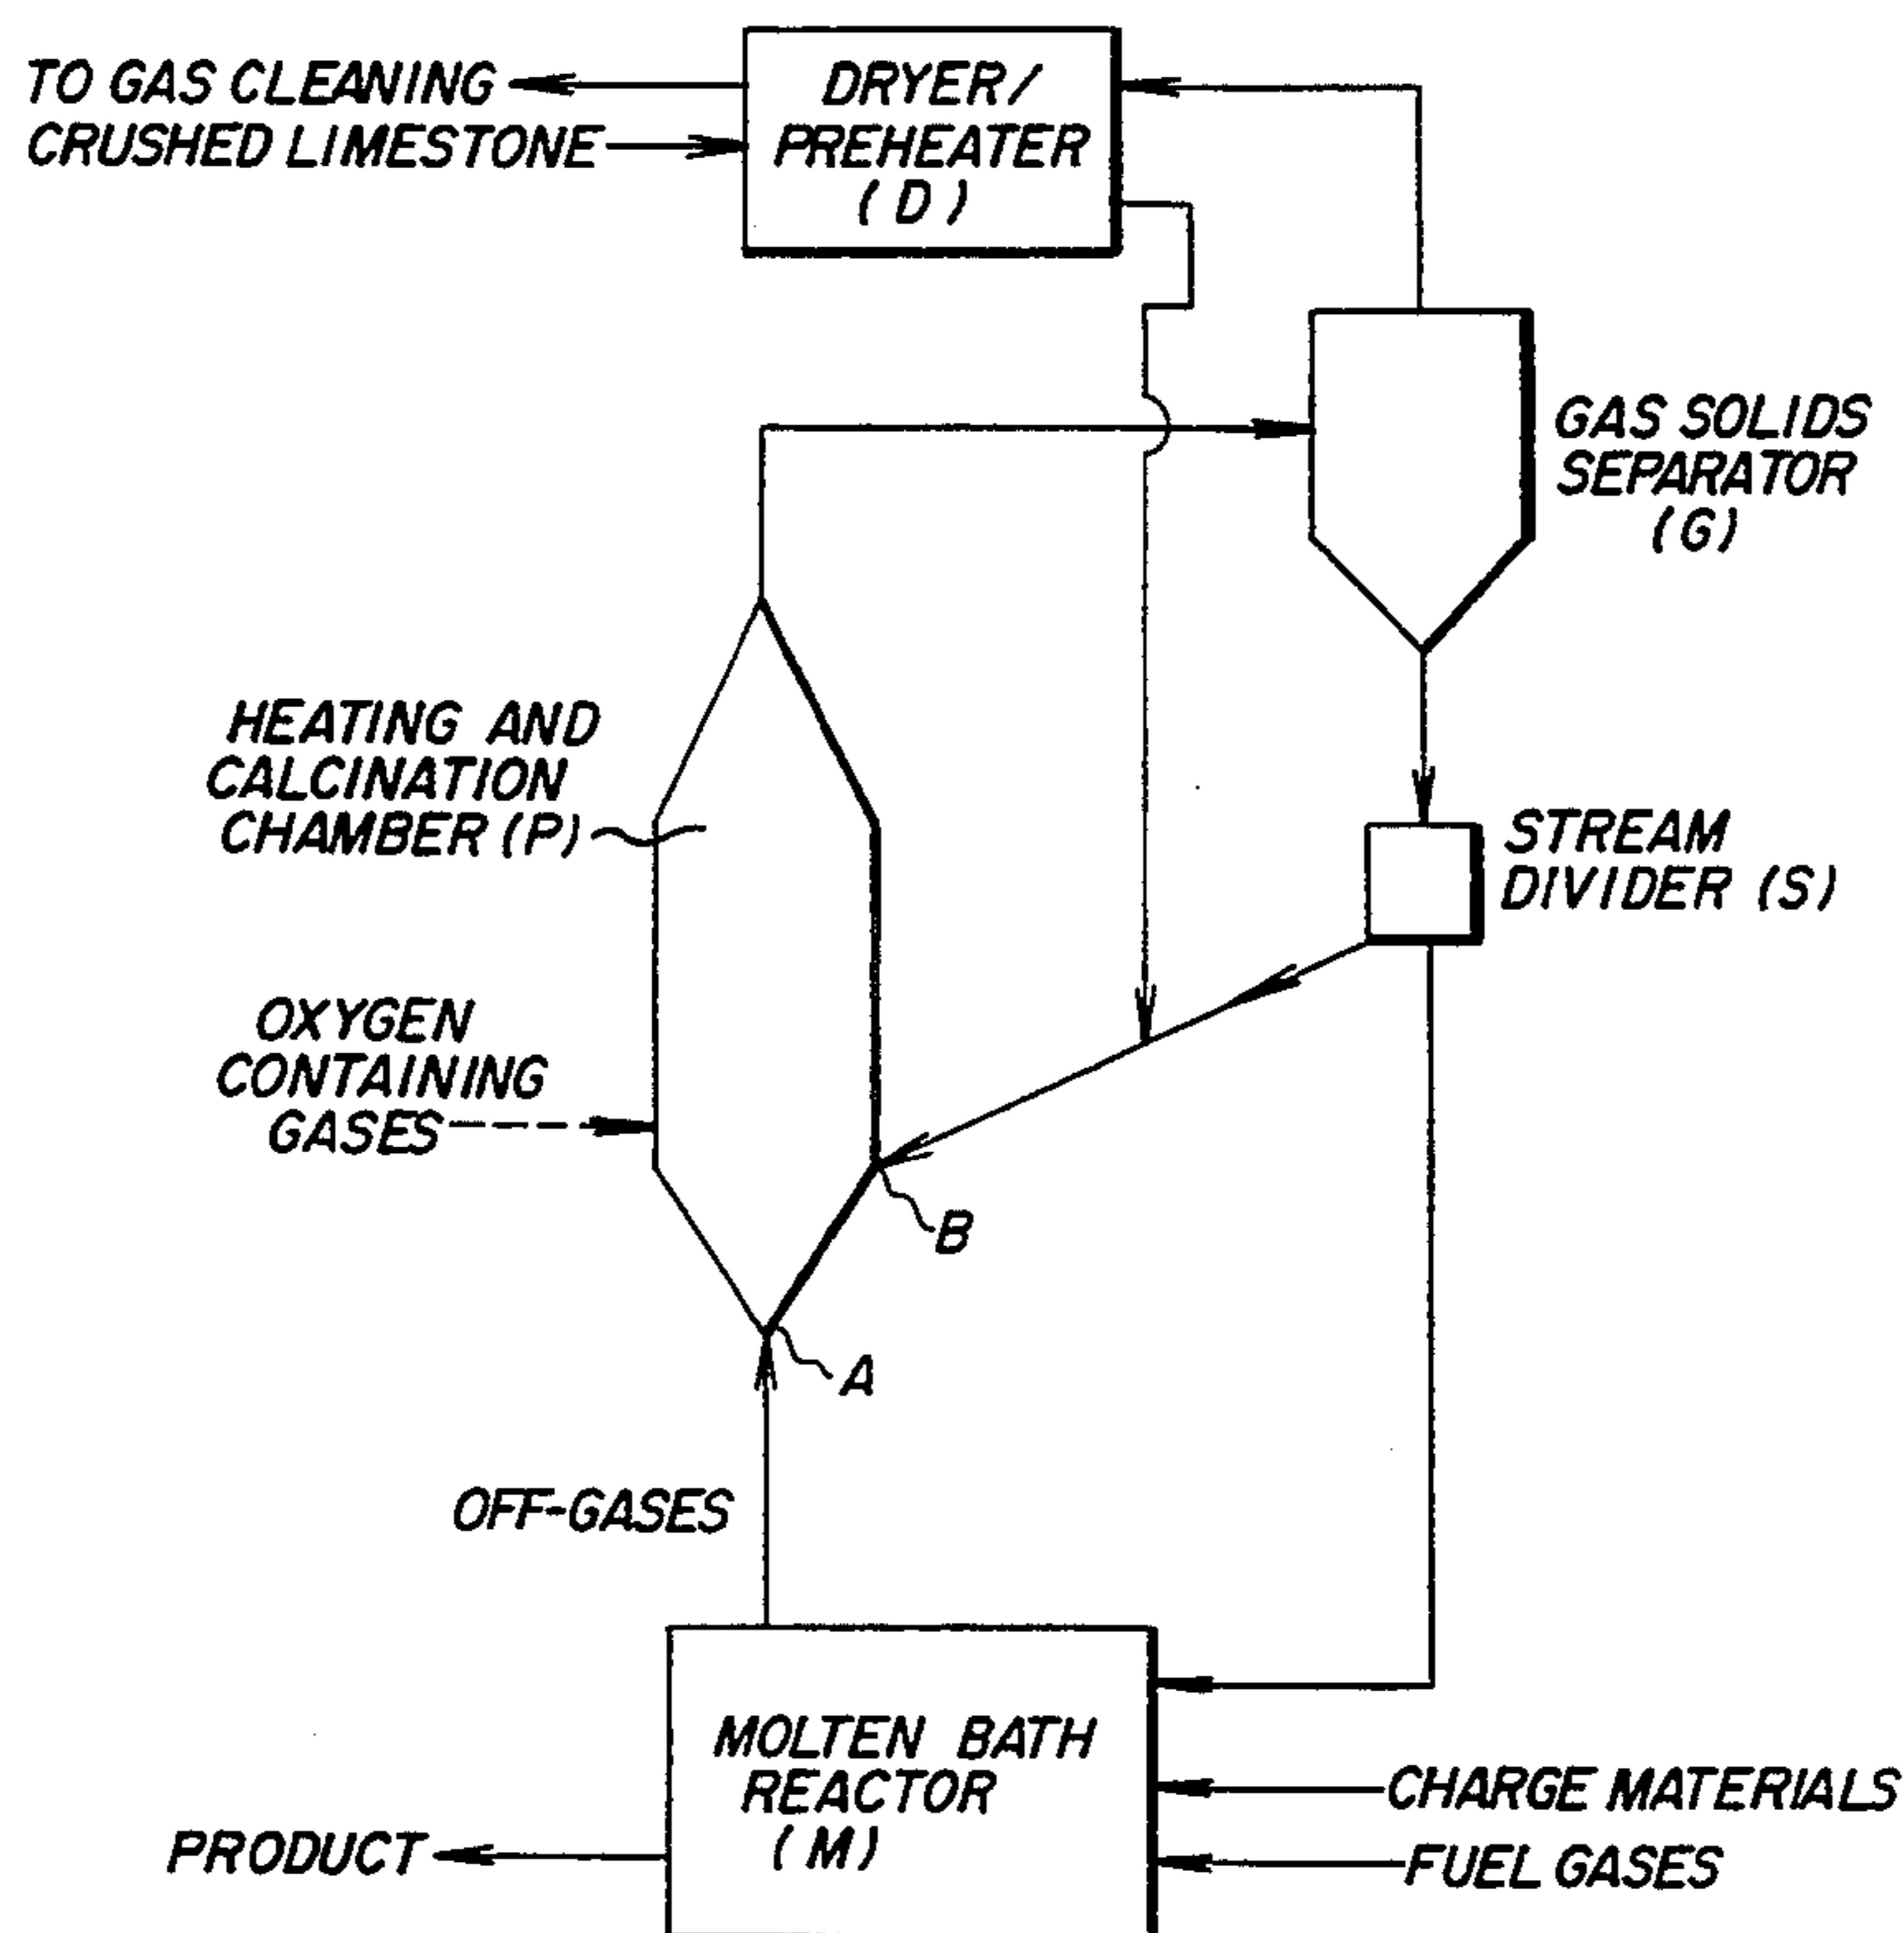 TO GAS CLEANING
CRUSHED LIMESTONE
DRYER/
PREHEATER
(D)
GAS SOLIDS
SEPARATOR
(G)
HEATING AND
CALCINATION
CHAMBER (P)
STREAM
DIVIDER (S)
OXYGEN
CONTAINING
GASES
B
A
OFF-GASES
MOLTEN BATH
REACTOR
(M)
CHARGE MATERIALS
FUEL GASES
PRODUCT